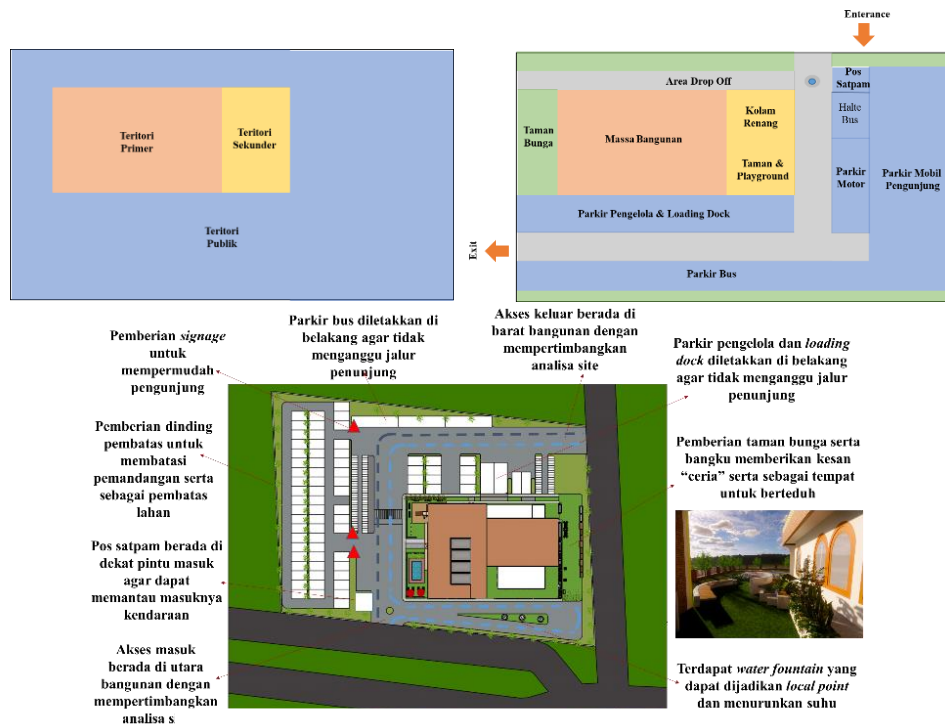 Enterance
Teritori
Primer
Teritori
Sekunder
Teritori
Publik
Area Drop Off
Pos
Satpam
Halte
Bus
Taman
Bunga
Massa Bangunan
Kolam
Renang
Taman &
Playground
Parkir
Motor
Parkir Mobil
Pengunjung
Parkir Pengelola & Loading Dock
Exit
Parkir Bus
Pemberian signage
untuk
mempermudah
pengunjung
Parkir bus diletakkan di
belakang agar tidak
menganggu jalur
penunjung
Akses keluar berada di
barat bangunan dengan
mempertimbangkan
analisa site
Parkir pengelola dan loading
dock diletakkan di belakang
agar tidak menganggu jalur
penunjung
Pemberian dinding
pembatas untuk
membatasi
pemandangan serta
sebagai pembatas
lahan
Pemberian taman bunga serta
bangku memberikan kesan
“ceria” serta sebagai tempat
untuk berteduh
Pos satpam berada di
dekat pintu masuk
agar dapat
memantau masuknya
kendaraan
Akses masuk
berada di utara
bangunan dengan
mempertimbangkan
analisa s
Terdapat water fountain yang
dapat dijadikan local point
dan menurunkan suhu